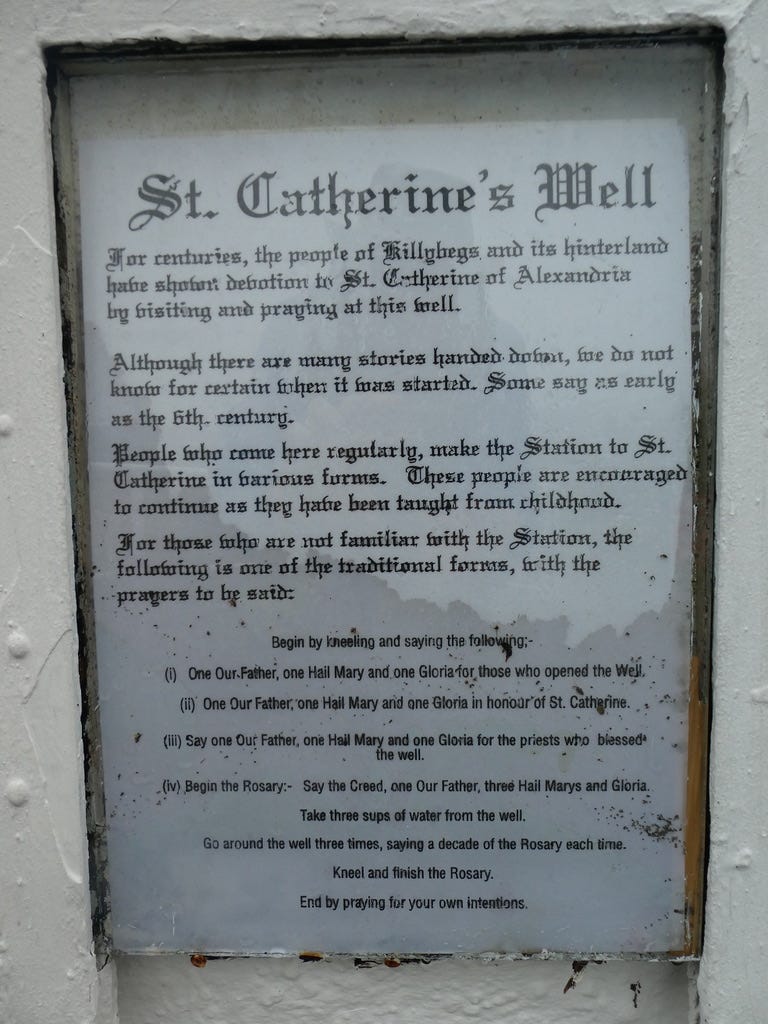 St. Catherine's Well
For centuries, the people of Killybegs and its hinterland
have shown devotion to St. Catherine of Alexandria
by visiting and praying at this well.
Although there are many stories handed down, we do not
know for certain when it was started. Some say as early
as the 6th. century.
People who come here regularly, make the Station to St.
Catherine in various forms. These people are encouraged
to continue as they have been taught from childhood.
For those who are not familiar with the Station, the
following is one of the traditional forms, with the
prayers to be said:
Begin by kneeling and saying the following;-
(i) One Our Father, one Hail Mary and one Gloria for those who opened the Well.
(ii) One Our Father, one Hail Mary and one Gloria in honour of St. Catherine.
(iii) Say one Our Father, one Hail Mary and one Gloria for the priests who blessed
the well.
(iv) Begin the Rosary:- Say the Creed, one Our Father, three Hail Marys and Gloria.
Take three sups of water from the well.
Go around the well three times, saying a decade of the Rosary each time.
Kneel and finish the Rosary.
End by praying for your own intentions.